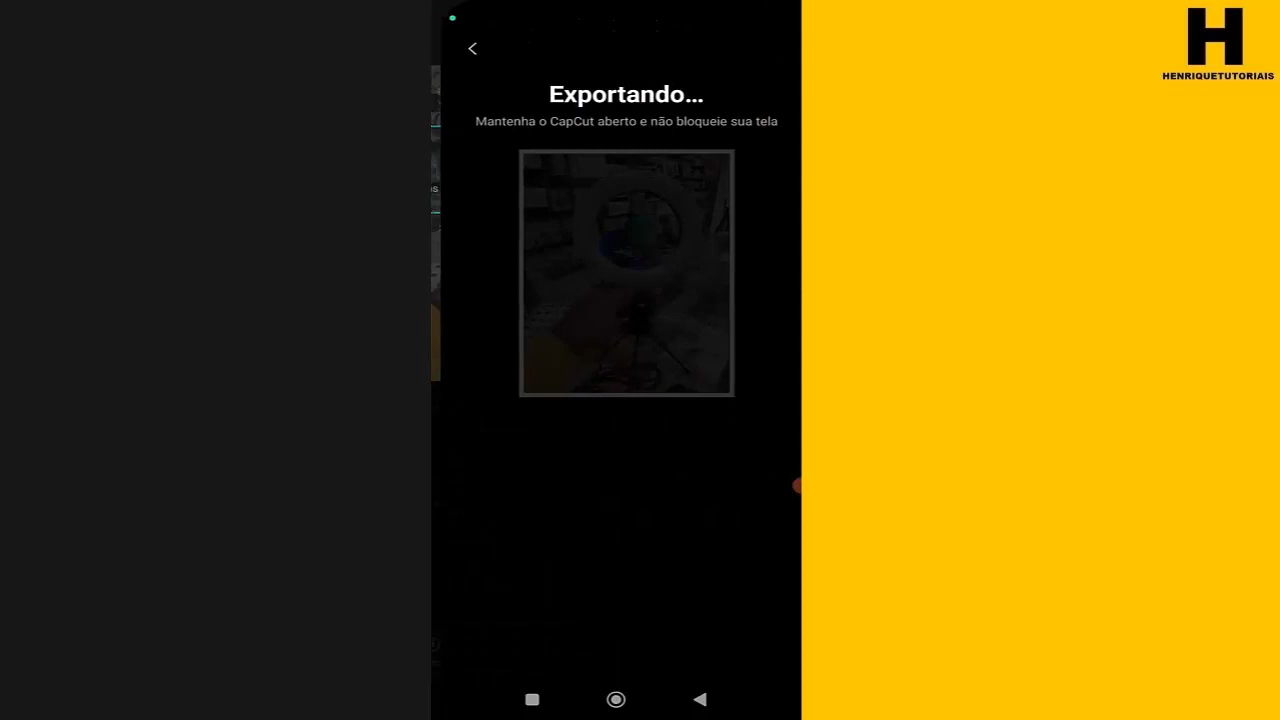 H
HENRIQUETUTORIAIS
Exportando...
Mantenha o CapCut aberto e não bloqueie sua tela